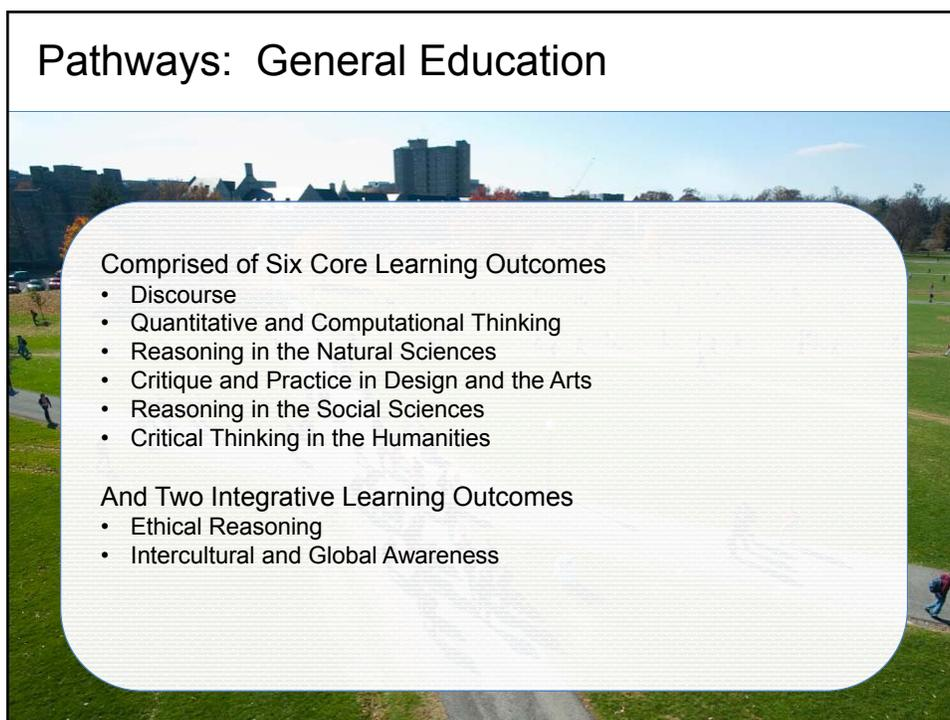 Pathways:  General Education
Comprised of Six Core Learning Outcomes
• Discourse
• Quantitative and Computational Thinking
• Reasoning in the Natural Sciences
• Critique and Practice in Design and the Arts
• Reasoning in the Social Sciences
• Critical Thinking in the Humanities
And Two Integrative Learning Outcomes
• Ethical Reasoning
• Intercultural and Global Awareness